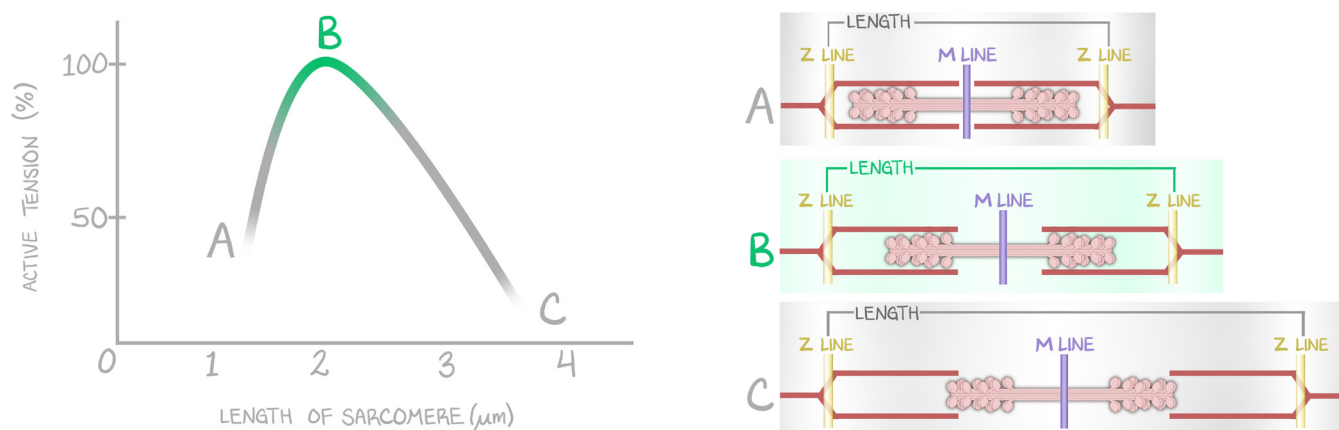 B
100
50
ACTIVE TENSION (%)
A
C
0 1 2 3 4
LENGTH OF SARCOMERE (μm)
LENGTH
Z LINE M LINE Z LINE
A
LENGTH
Z LINE M LINE Z LINE
B
LENGTH
Z LINE M LINE Z LINE
C